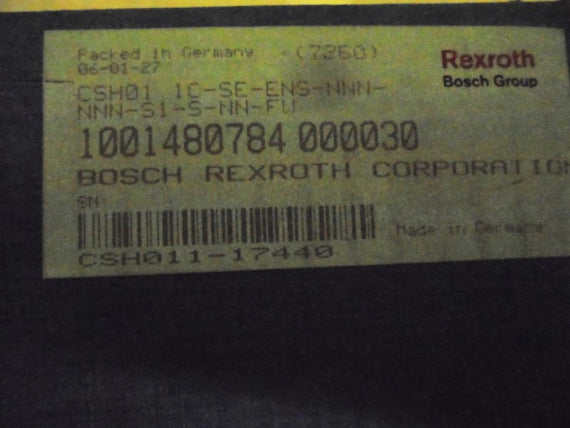 Packed in Germany (7260)
06-01-27
Rexroth
Bosch Group
CSH01 1C-SE-ENS-NNN-
NNN-S1-S-NN-FW
1001480784 000030
BOSCH REXROTH CORPORATION
SN:
Made in Germany
CSH011-17440